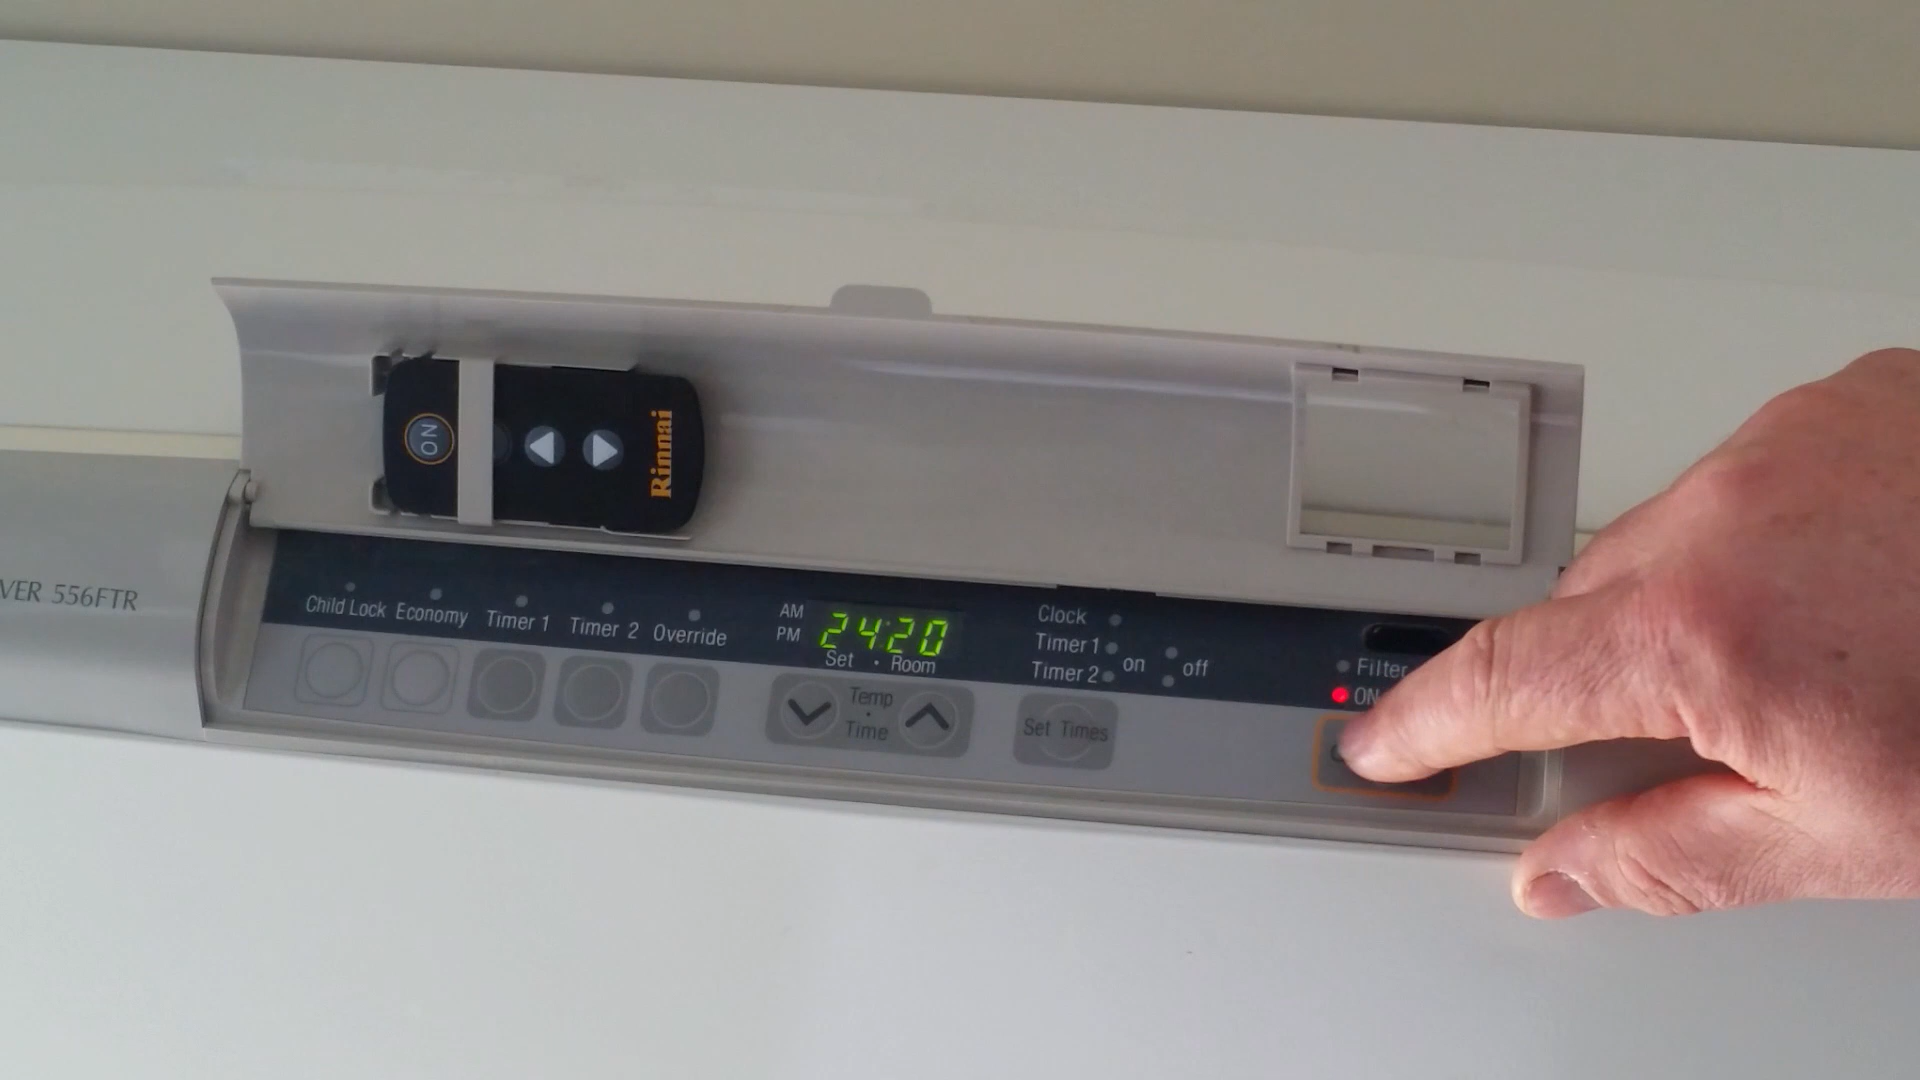 ON
Rinnai
VER 556FTR
Child Lock
Economy
Timer 1
Timer 2
Override
AM
PM
24:20
Set · Room
Temp
·
Time
Clock
Timer 1
Timer 2
on
off
Set Times
Filter
ON